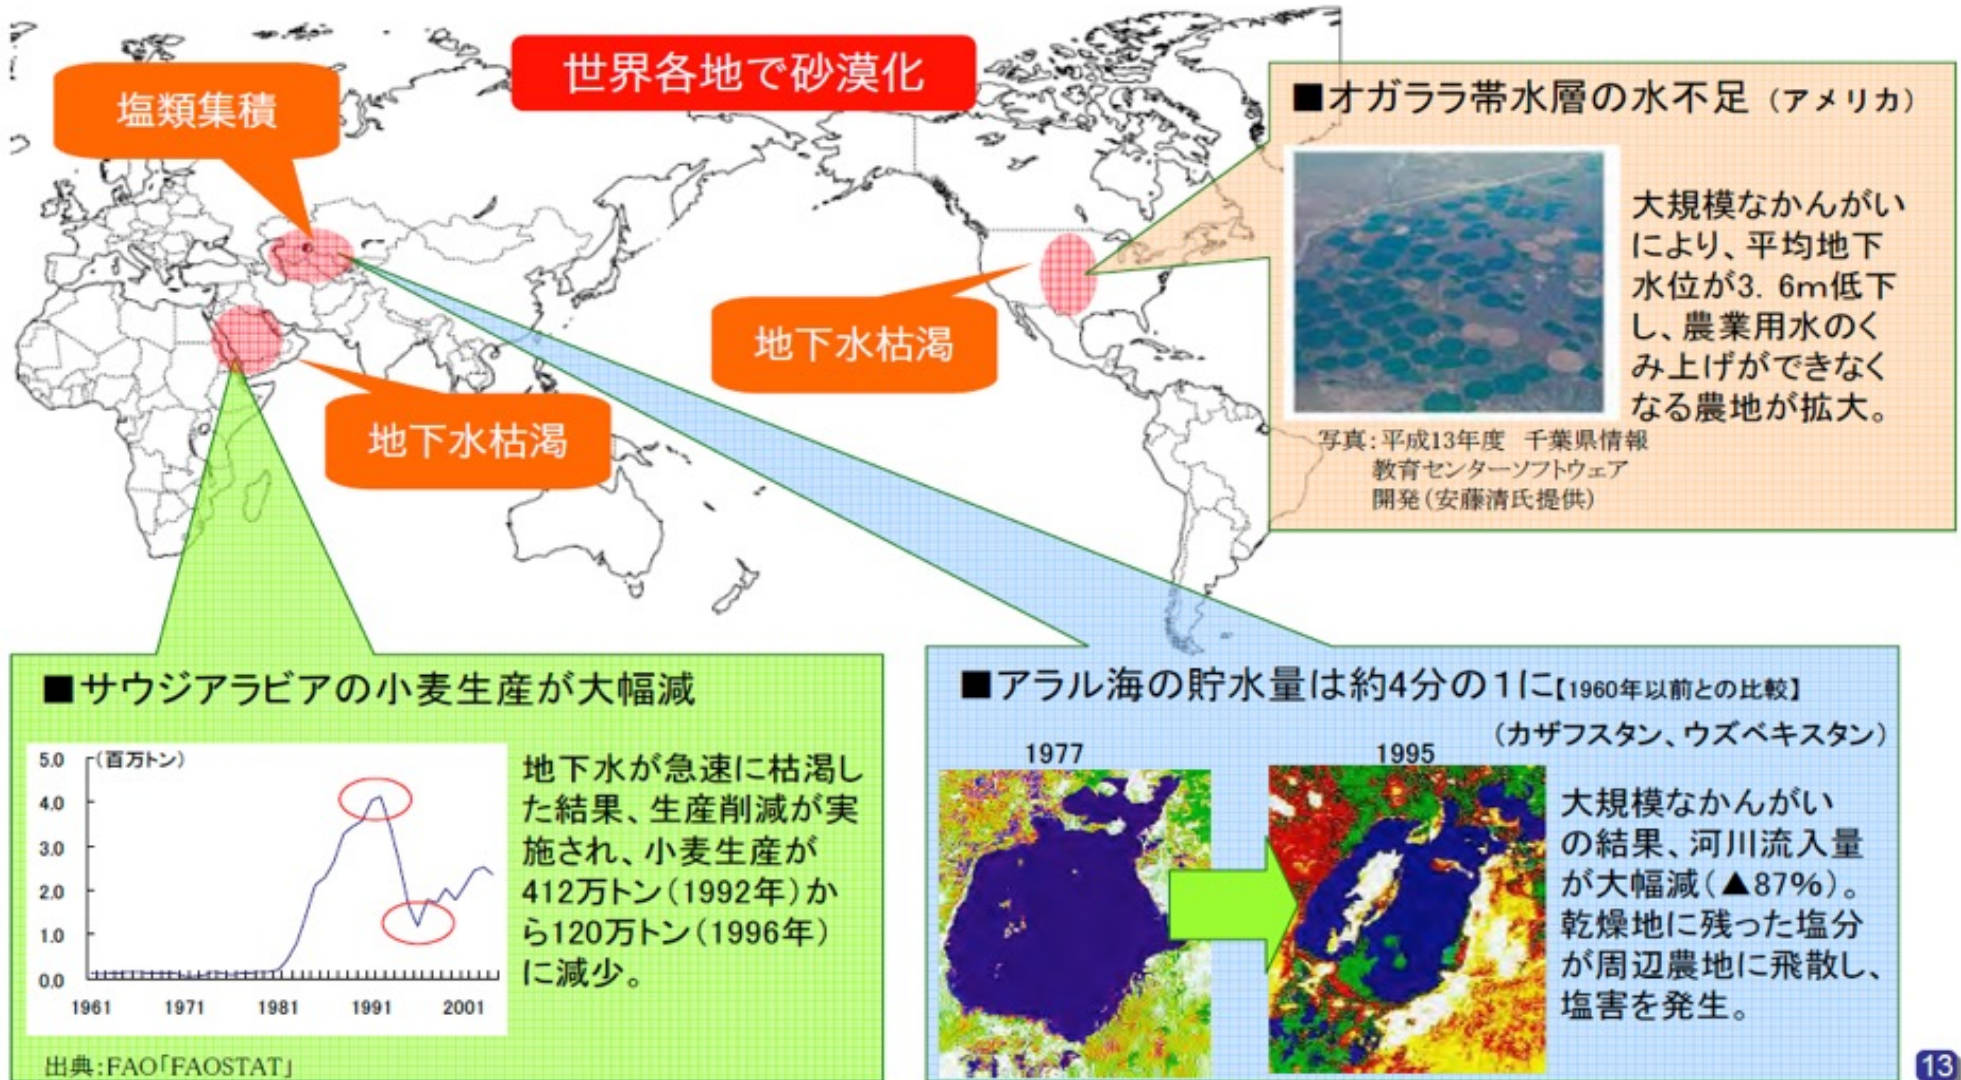 世界各地で砂漠化
塩類集積
地下水枯渇
地下水枯渇
■オガララ帯水層の水不足（アメリカ）
大規模なかんがい
により、平均地下
水位が3．6m低下
し、農業用水のく
み上げができなく
なる農地が拡大。
写真：平成13年度　千葉県情報
教育センターソフトウェア
開発（安藤清氏提供）
■サウジアラビアの小麦生産が大幅減
（百万トン）
5.0
4.0
3.0
2.0
1.0
0.0
1961 1971 1981 1991 2001
地下水が急速に枯渇し
た結果、生産削減が実
施され、小麦生産が
412万トン（1992年）か
ら120万トン（1996年）
に減少。
出典：FAO「FAOSTAT」
■アラル海の貯水量は約4分の1に【1960年以前との比較】
（カザフスタン、ウズベキスタン）
1977
1995
大規模なかんがい
の結果、河川流入量
が大幅減（▲87％）。
乾燥地に残った塩分
が周辺農地に飛散し、
塩害を発生。
13